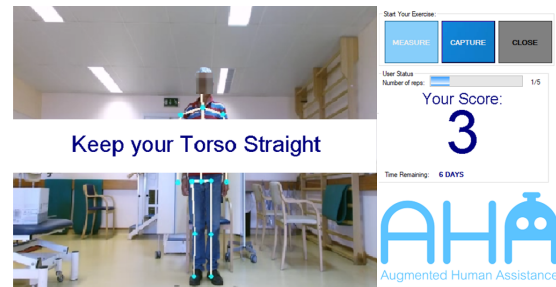 Keep your Torso Straight
Start Your Exercise:
MEASURE
CAPTURE
CLOSE
User Status
Number of reps:
1/5
Your Score:
3
Time Remaining: 6 DAYS
AHA
Augmented Human Assistance